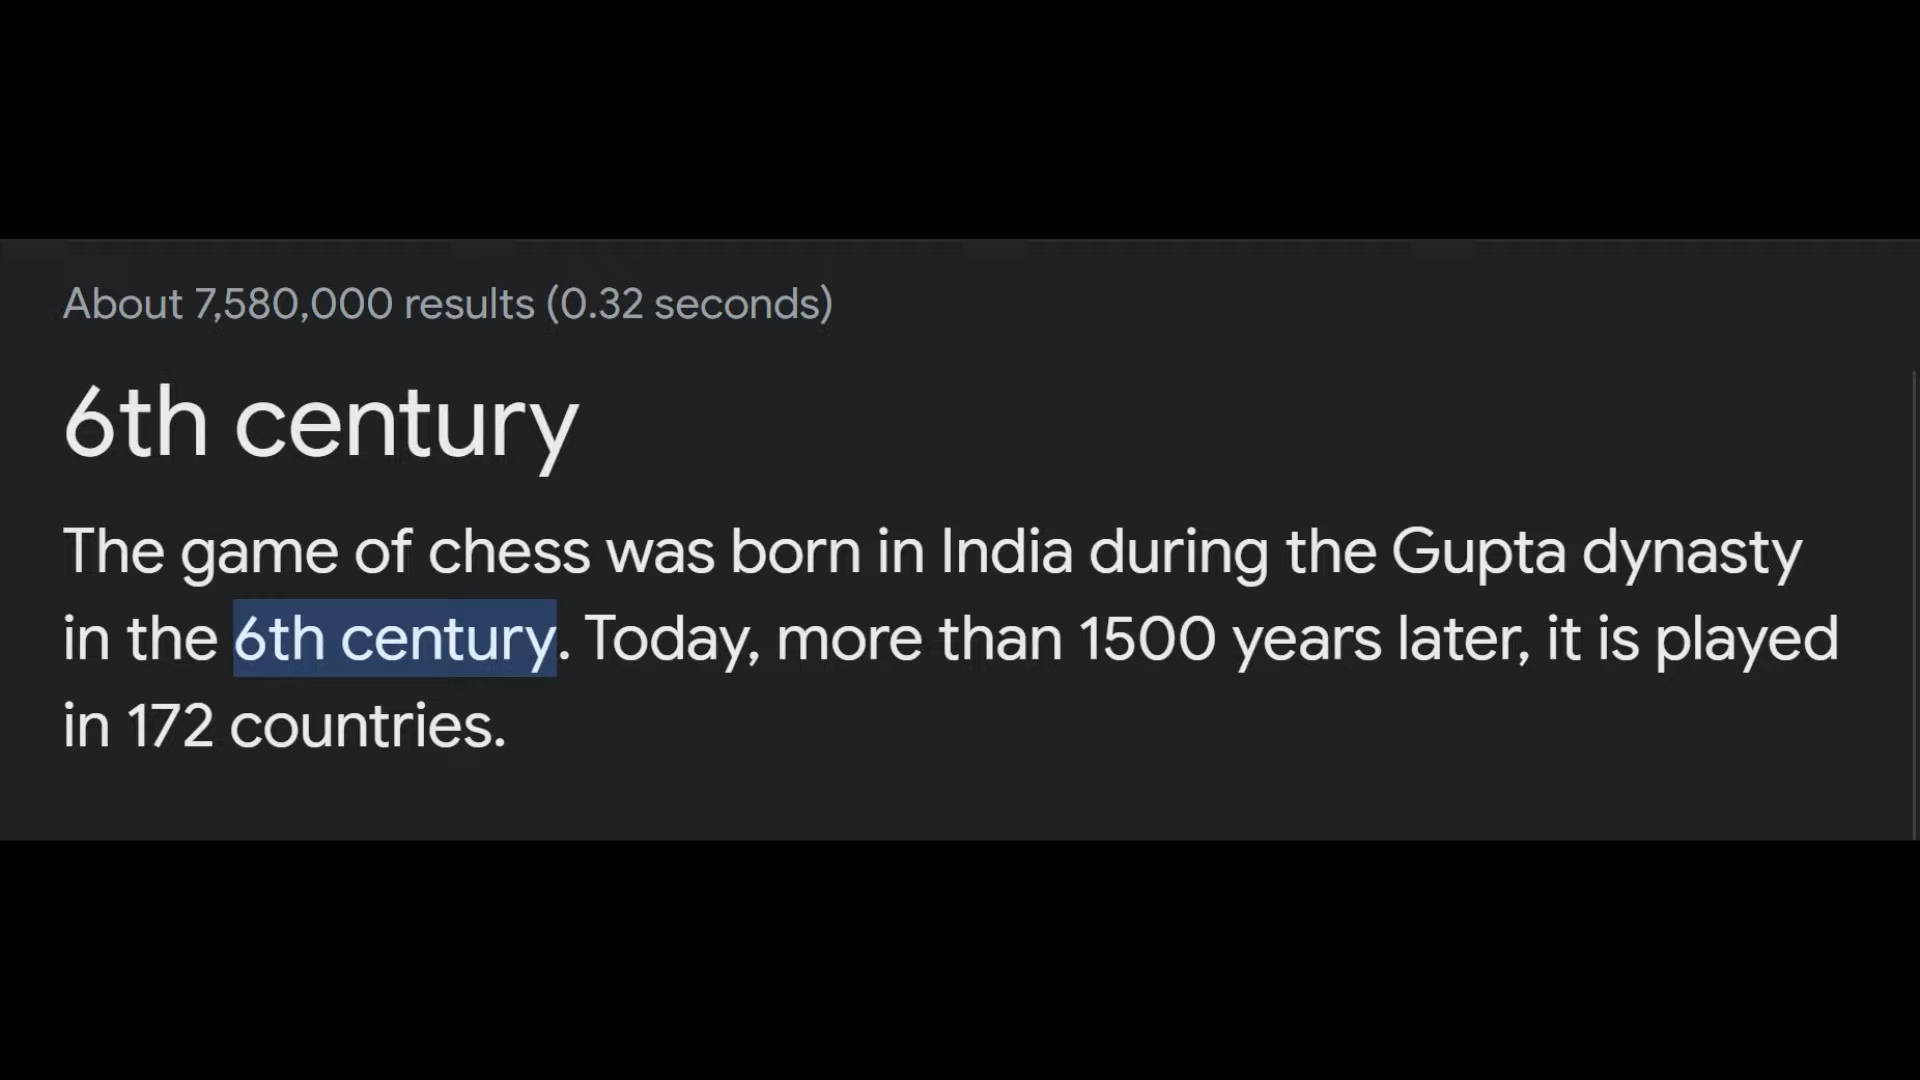 About 7,580,000 results (0.32 seconds)
6th century
The game of chess was born in India during the Gupta dynasty
in the 6th century. Today, more than 1500 years later, it is played
in 172 countries.